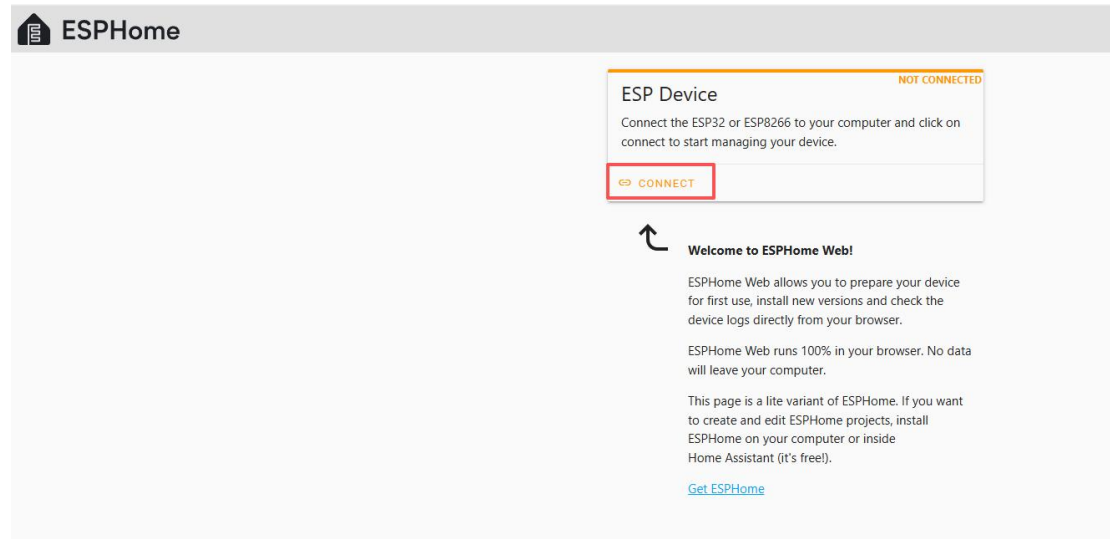 ESPHome
NOT CONNECTED
ESP Device
Connect the ESP32 or ESP8266 to your computer and click on
connect to start managing your device.
CONNECT
Welcome to ESPHome Web!
ESPHome Web allows you to prepare your device
for first use, install new versions and check the
device logs directly from your browser.
ESPHome Web runs 100% in your browser. No data
will leave your computer.
This page is a lite variant of ESPHome. If you want
to create and edit ESPHome projects, install
ESPHome on your computer or inside
Home Assistant (it's free!).
Get ESPHome